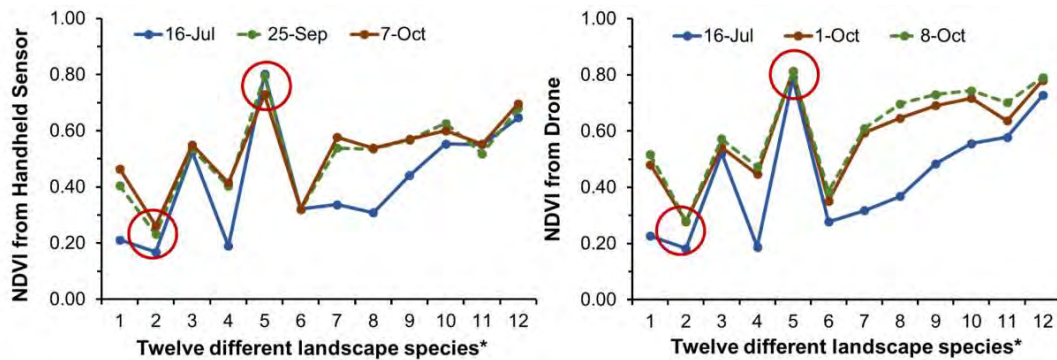 16-Jul 25-Sep 7-Oct
NDVI from Handheld Sensor
1.00
0.80
0.60
0.40
0.20
0.00
1 2 3 4 5 6 7 8 9 10 11 12
Twelve different landscape species*
16-Jul 1-Oct 8-Oct
NDVI from Drone
1.00
0.80
0.60
0.40
0.20
0.00
1 2 3 4 5 6 7 8 9 10 11 12
Twelve different landscape species*